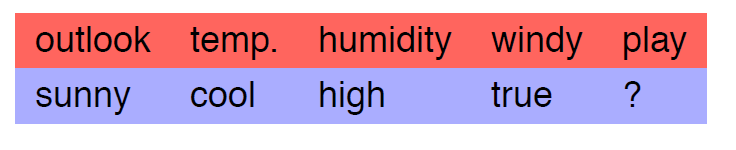 outlook temp. humidity windy play
sunny cool high true ?